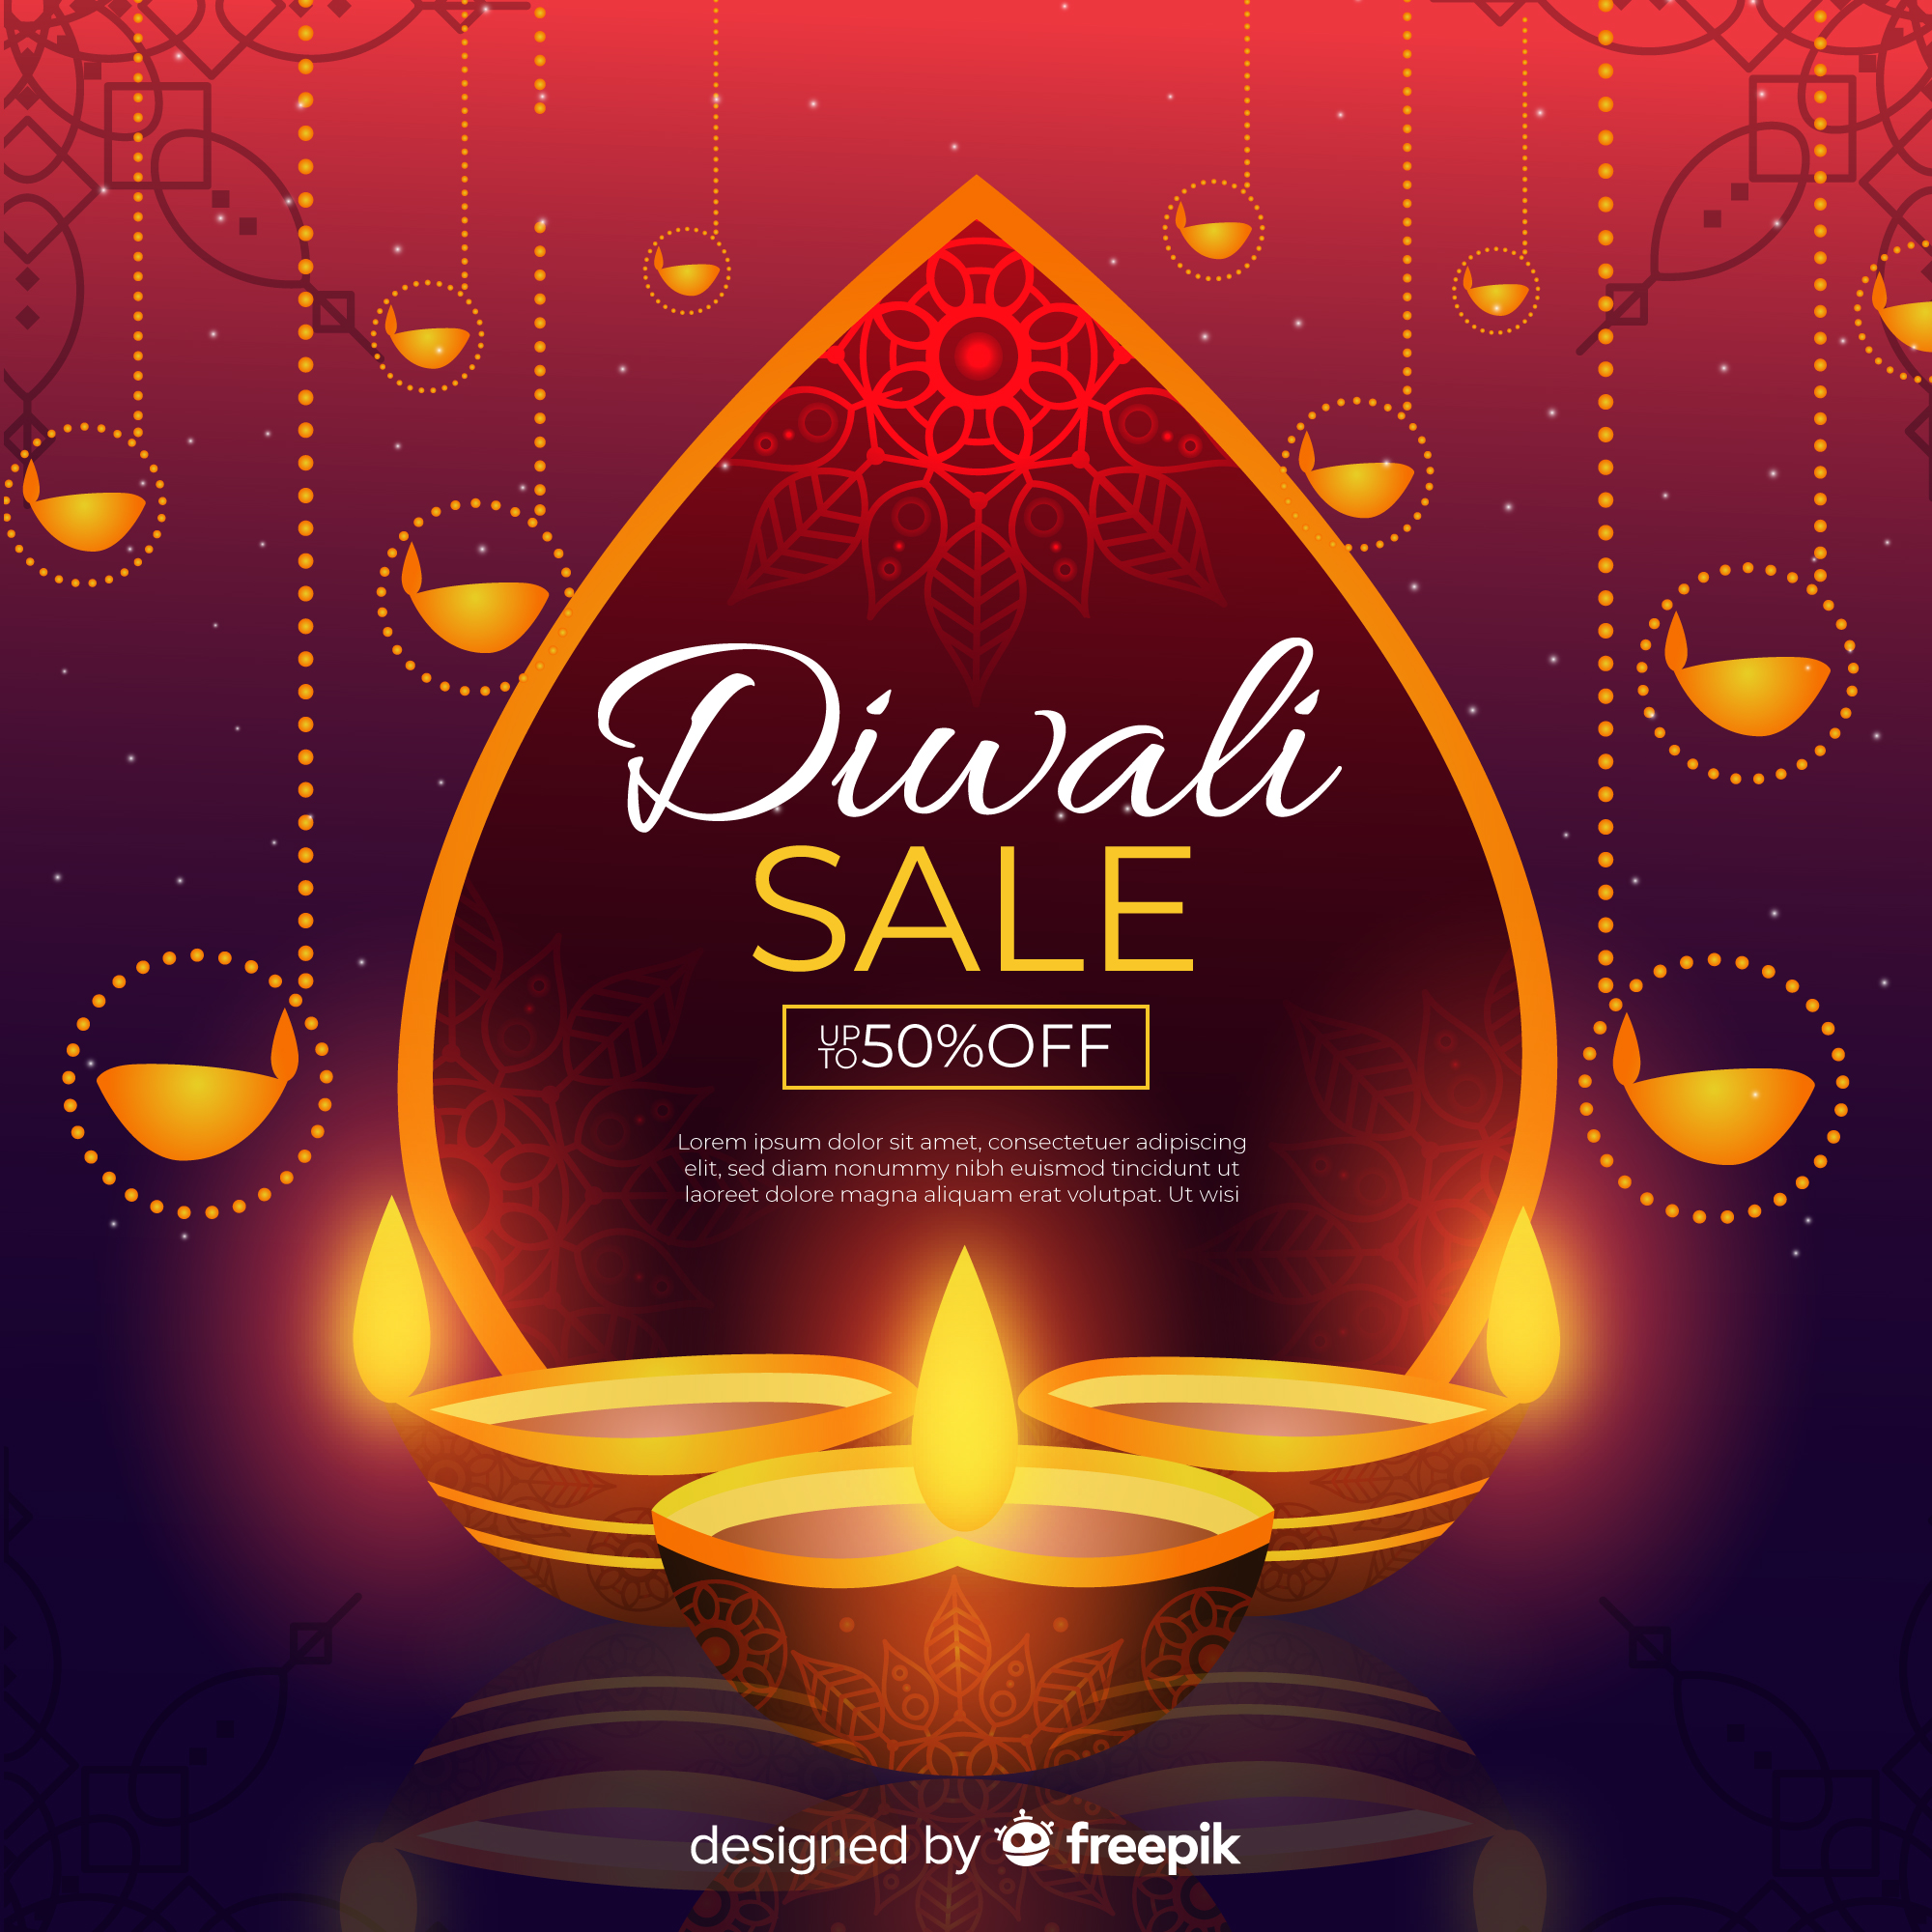 Diwali
SALE
UP TO 50% OFF
Lorem ipsum dolor sit amet, consectetuer adipiscing
elit, sed diam nonummy nibh euismod tincidunt ut
laoreet dolore magna aliquam erat volutpat. Ut wisi
designed by freepik